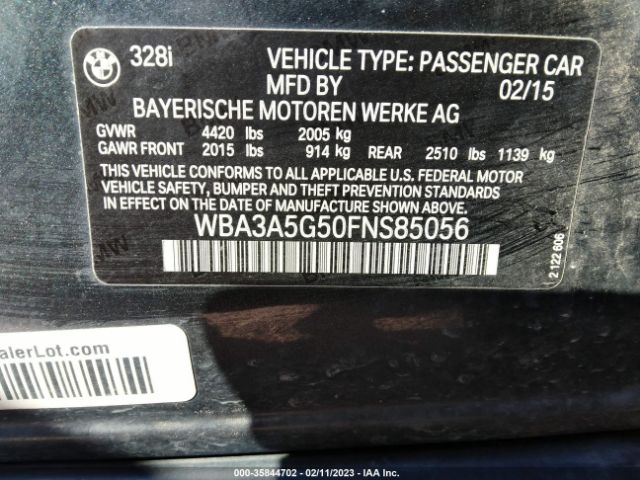 BMW 328i VEHICLE TYPE: PASSENGER CAR
MFD BY 02/15
BAYERISCHE MOTOREN WERKE AG
GVWR 4420 lbs 2005 kg
GAWR FRONT 2015 lbs 914 kg REAR 2510 lbs 1139 kg
THIS VEHICLE CONFORMS TO ALL APPLICABLE U.S. FEDERAL MOTOR
VEHICLE SAFETY, BUMPER AND THEFT PREVENTION STANDARDS
IN EFFECT ON THE DATE OF MANUFACTURE SHOWN ABOVE.
WBA3A5G50FNS85056
2 122 606
alerLot.com
000-35844702 - 02/11/2023 - IAA Inc.